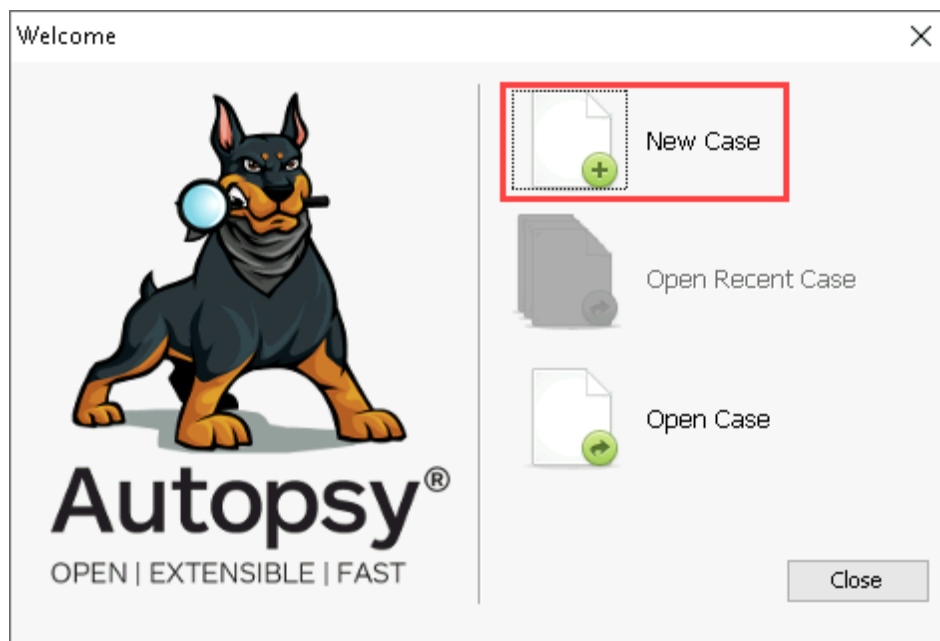 Welcome
New Case
Open Recent Case
Open Case
Autopsy®
OPEN | EXTENSIBLE | FAST
Close